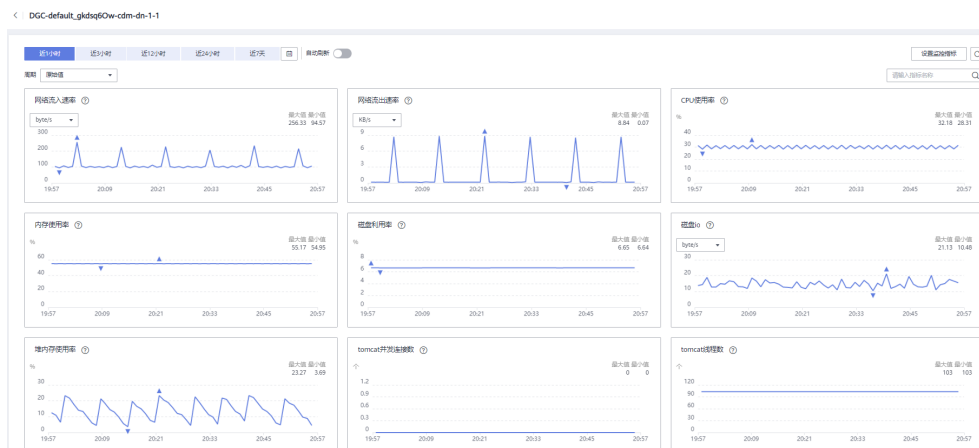 DGC-default_gkdsq6Ow-cdm-dn-1-1
近1小时 近3小时 近12小时 近24小时 近7天 自动刷新 设置监控指标
周期 原始值 请输入指标名称
网络流入速率
byte/s
最大值 最小值
256.33 94.57
300
200
100
0
19:57 20:09 20:21 20:33 20:45 20:57
网络流出速率
KB/s
最大值 最小值
8.84 0.07
9
6
3
0
19:57 20:09 20:21 20:33 20:45 20:57
CPU使用率
%
最大值 最小值
32.18 28.31
40
30
20
10
0
19:57 20:09 20:21 20:33 20:45 20:57
内存使用率
%
最大值 最小值
55.17 54.95
60
40
20
0
19:57 20:09 20:21 20:33 20:45 20:57
磁盘利用率
%
最大值 最小值
6.65 6.64
8
6
4
2
0
19:57 20:09 20:21 20:33 20:45 20:57
磁盘io
byte/s
最大值 最小值
21.13 10.48
30
20
10
0
19:57 20:09 20:21 20:33 20:45 20:57
堆内存使用率
%
最大值 最小值
23.27 3.69
30
20
10
0
19:57 20:09 20:21 20:33 20:45 20:57
tomcat并发连接数
个
最大值 最小值
0 0
1.2
0.9
0.6
0.3
0
19:57 20:09 20:21 20:33 20:45 20:57
tomcat线程数
个
最大值 最小值
103 103
120
90
60
30
0
19:57 20:09 20:21 20:33 20:45 20:57